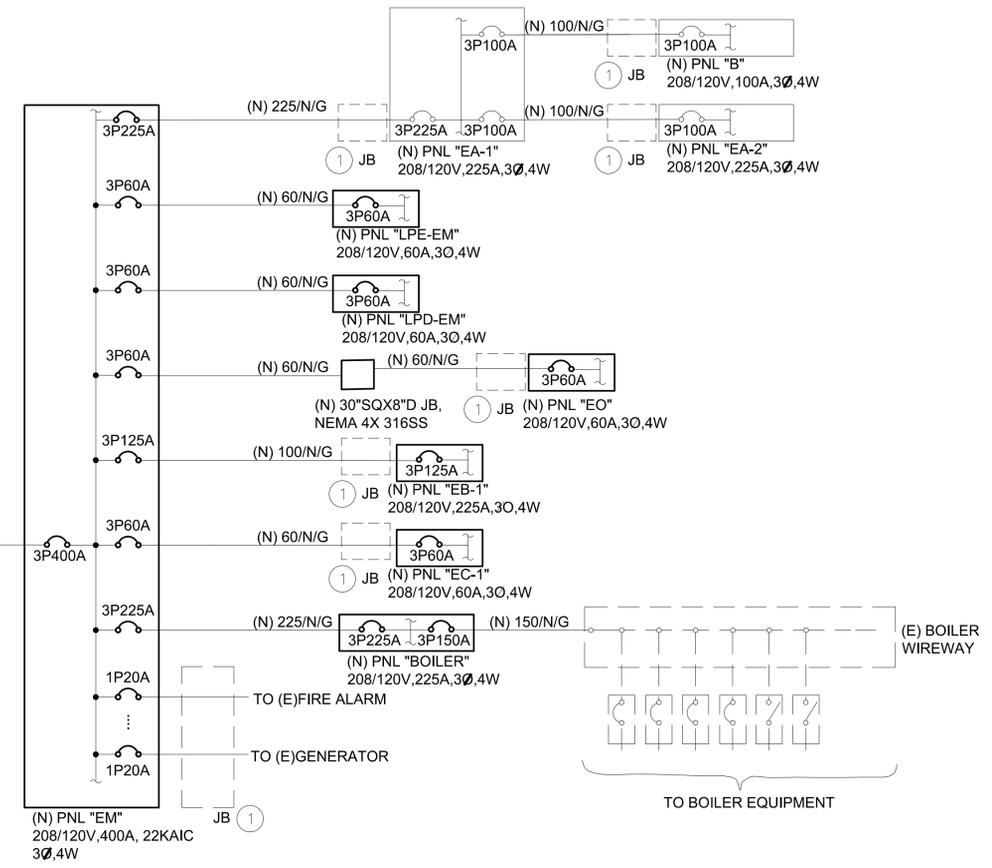 (N) 100/N/G
3P100A
3P100A
(N) PNL "B"
208/120V,100A,3Ø,4W
1 JB
(N) 225/N/G
3P225A
3P225A
3P100A
(N) 100/N/G
3P100A
1 JB
(N) PNL "EA-1"
208/120V,225A,3Ø,4W
1 JB
(N) PNL "EA-2"
208/120V,225A,3Ø,4W
3P60A
(N) 60/N/G
3P60A
(N) PNL "LPE-EM"
208/120V,60A,3Ø,4W
3P60A
(N) 60/N/G
3P60A
(N) PNL "LPD-EM"
208/120V,60A,3Ø,4W
3P60A
(N) 60/N/G
(N) 60/N/G
3P60A
(N) 30"SQX8"D JB,
NEMA 4X 316SS
1 JB
(N) PNL "EO"
208/120V,60A,3Ø,4W
3P125A
(N) 100/N/G
3P125A
1 JB
(N) PNL "EB-1"
208/120V,225A,3O,4W
3P60A
(N) 60/N/G
3P400A
3P60A
1 JB
(N) PNL "EC-1"
208/120V,60A,3Ø,4W
3P225A
(N) 225/N/G
3P225A
3P150A
(N) 150/N/G
(E) BOILER
WIREWAY
(N) PNL "BOILER"
208/120V,225A,3Ø,4W
1P20A
TO (E)FIRE ALARM
TO (E)GENERATOR
1P20A
TO BOILER EQUIPMENT
JB 1
(N) PNL "EM"
208/120V,400A, 22KAIC
3Ø,4W